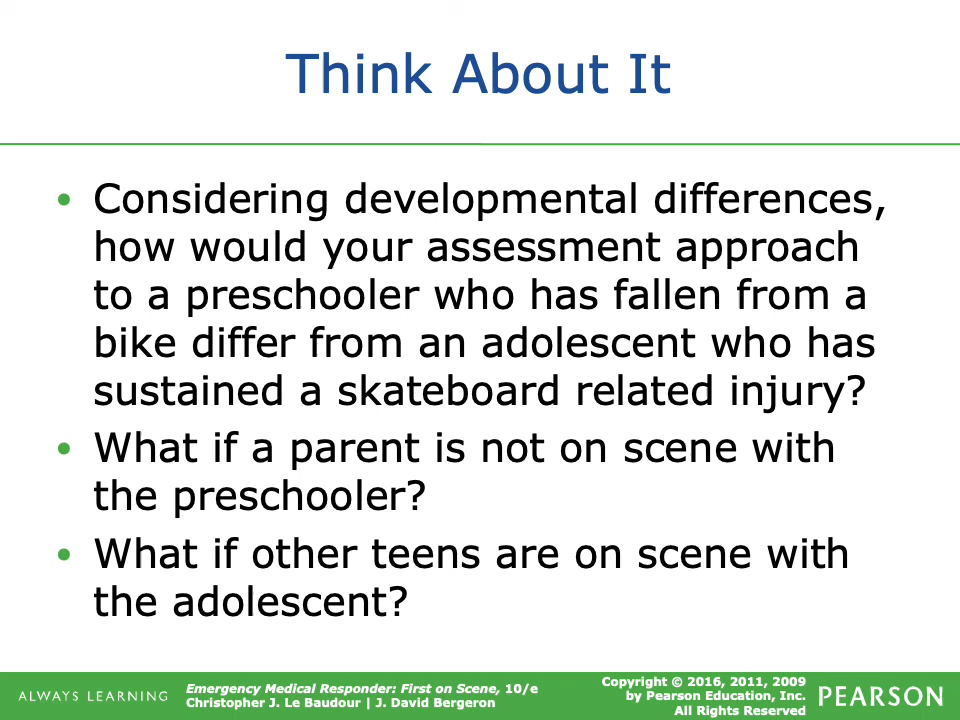 Think About It
• Considering developmental differences,
how would your assessment approach
to a preschooler who has fallen from a
bike differ from an adolescent who has
sustained a skateboard related injury?
• What if a parent is not on scene with
the preschooler?
• What if other teens are on scene with
the adolescent?
ALWAYS LEARNING
Emergency Medical Responder: First on Scene, 10/e
Christopher J. Le Baudour | J. David Bergeron
Copyright © 2016, 2011, 2009
by Pearson Education, Inc.
All Rights Reserved
PEARSON